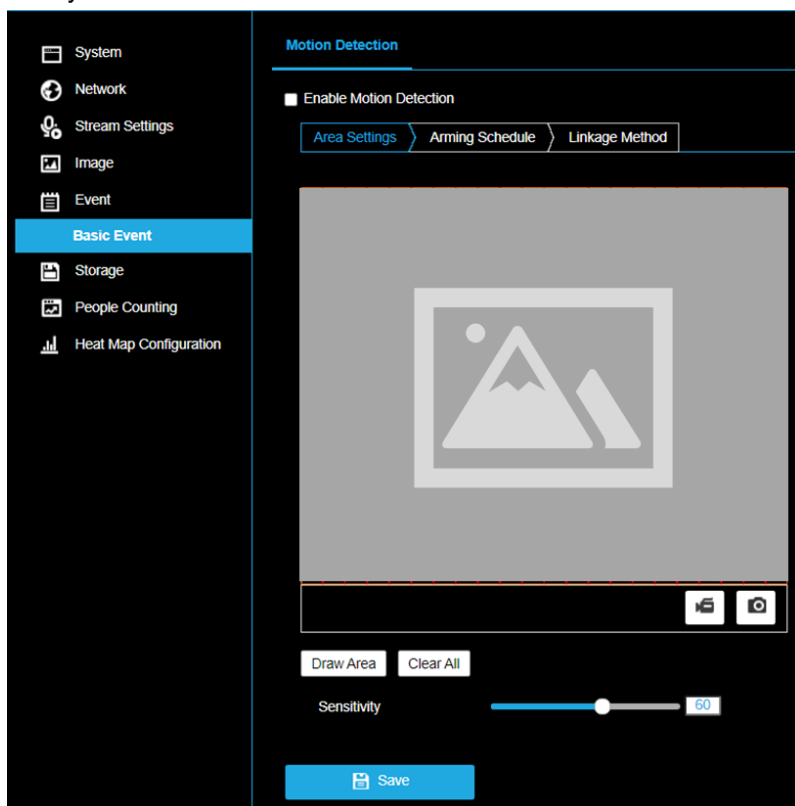 System
Network
Stream Settings
Image
Event
Basic Event
Storage
People Counting
Heat Map Configuration
Motion Detection
Enable Motion Detection
Area Settings Arming Schedule Linkage Method
Draw Area Clear All
Sensitivity 60
Save